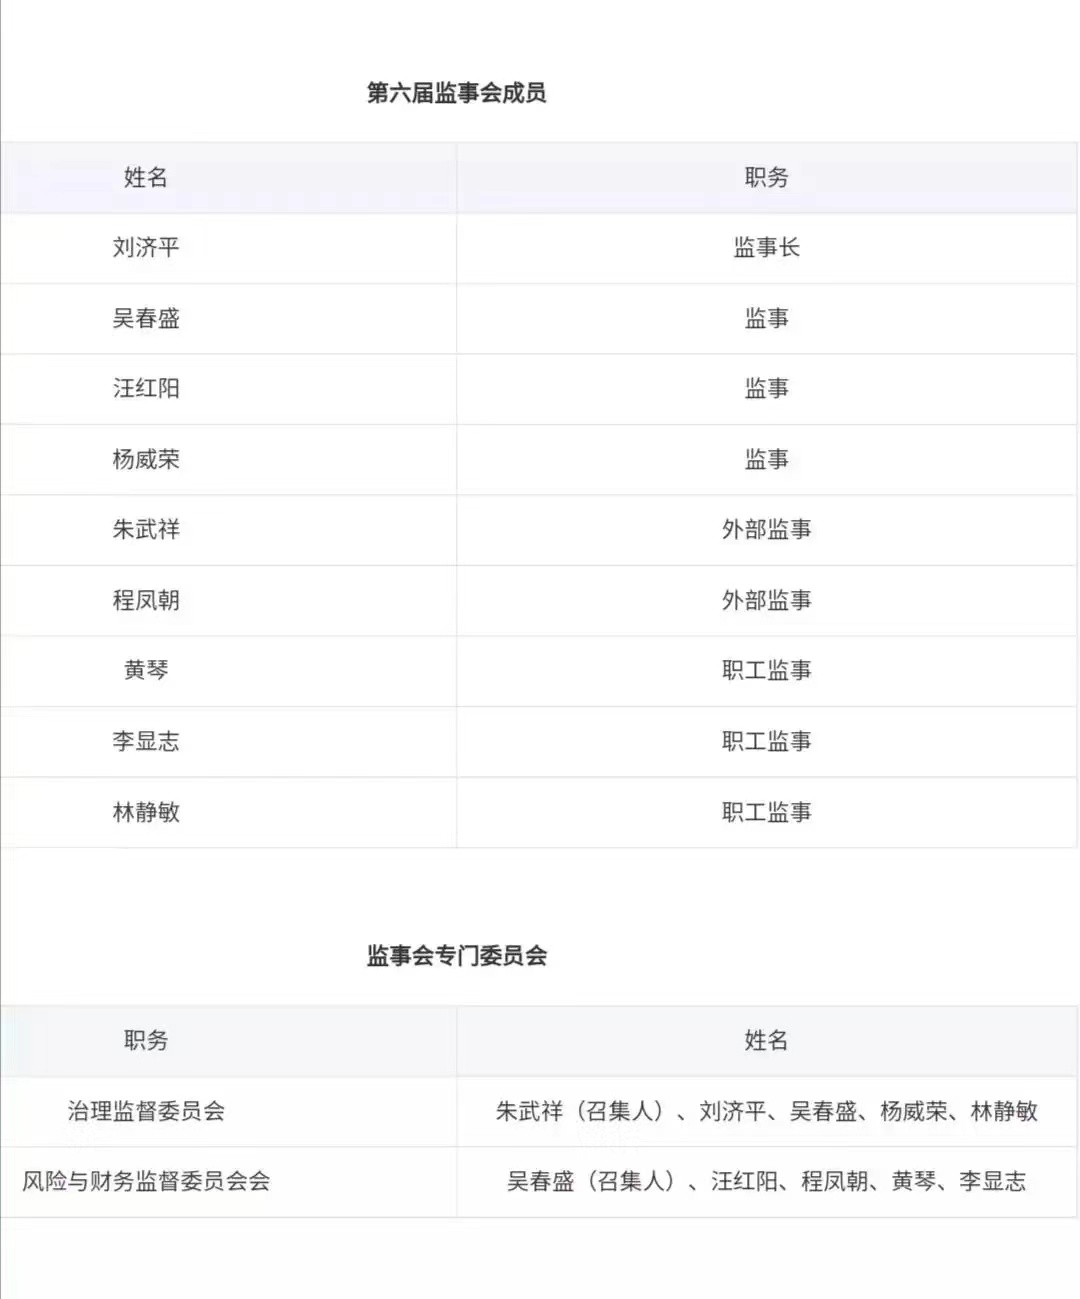 第六届监事会成员
姓名 职务
刘济平 监事长
吴春盛 监事
汪红阳 监事
杨威荣 监事
朱武祥 外部监事
程凤朝 外部监事
黄琴 职工监事
李显志 职工监事
林静敏 职工监事
监事会专门委员会
职务 姓名
治理监督委员会 朱武祥（召集人）、刘济平、吴春盛、杨威荣、林静敏
风险与财务监督委员会会 吴春盛（召集人）、汪红阳、程凤朝、黄琴、李显志